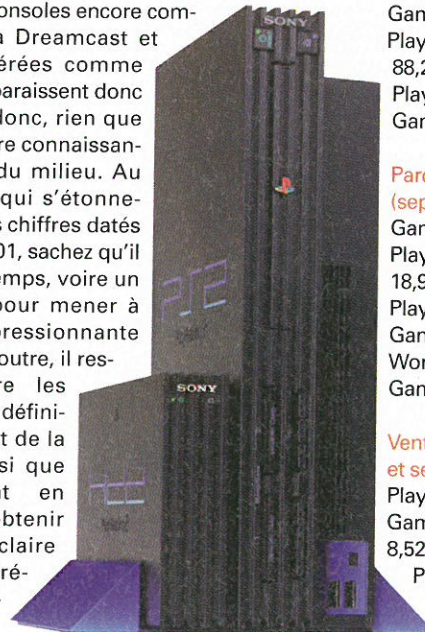 onsoles encore com-
a Dreamcast et
érées comme
paraissent donc
donc, rien que
re connaissan-
du milieu. Au
qui s'étonne-
s chiffres datés
01, sachez qu'il
emps, voire un
pour mener à
pressionnante
outre, il res-
re les
défini-
t de la
si que
t en
btenir
claire
ré-
SONY
PS2
SONY
Gam
Play
88,2
Play
Gam
Parc
(sep
Gam
Play
18,9
Play
Gam
Wor
Gam
Vent
et se
Play
Gam
8,52
P